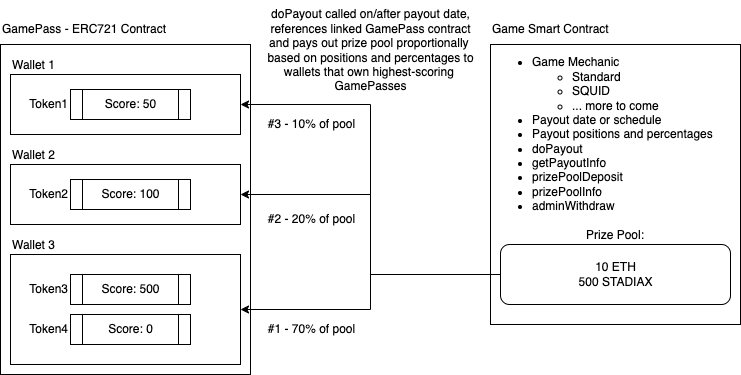 doPayout called on/after payout date,
references linked GamePass contract
and pays out prize pool proportionally
based on positions and percentages to
wallets that own highest-scoring
GamePasses
GamePass - ERC721 Contract
Wallet 1
Token1
Score: 50
Wallet 2
Token2
Score: 100
Wallet 3
Token3
Score: 500
Token4
Score: 0
#3 - 10% of pool
#2 - 20% of pool
#1 - 70% of pool
Game Smart Contract
Game Mechanic
Standard
SQUID
... more to come
Payout date or schedule
Payout positions and percentages
doPayout
getPayoutInfo
prizePoolDeposit
prizePoolInfo
adminWithdraw
Prize Pool:
10 ETH
500 STADIAX